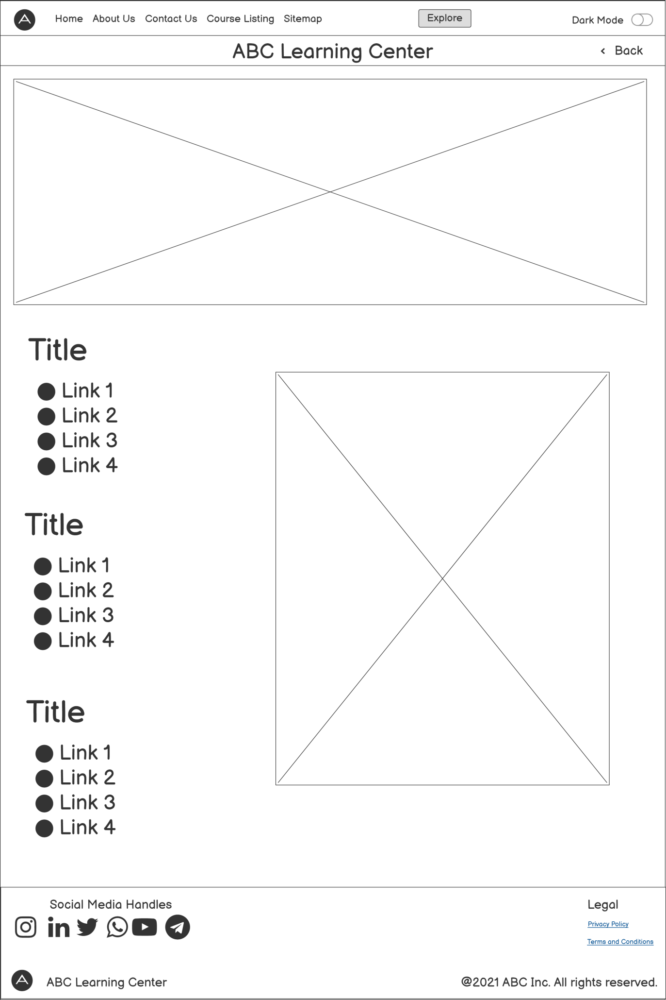 A Home About Us Contact Us Course Listing Sitemap Explore Dark Mode
ABC Learning Center < Back
Title
Link 1
Link 2
Link 3
Link 4
Title
Link 1
Link 2
Link 3
Link 4
Title
Link 1
Link 2
Link 3
Link 4
Social Media Handles
in
Legal
Privacy Policy
Terms and Conditions
A ABC Learning Center
@2021 ABC Inc. All rights reserved.